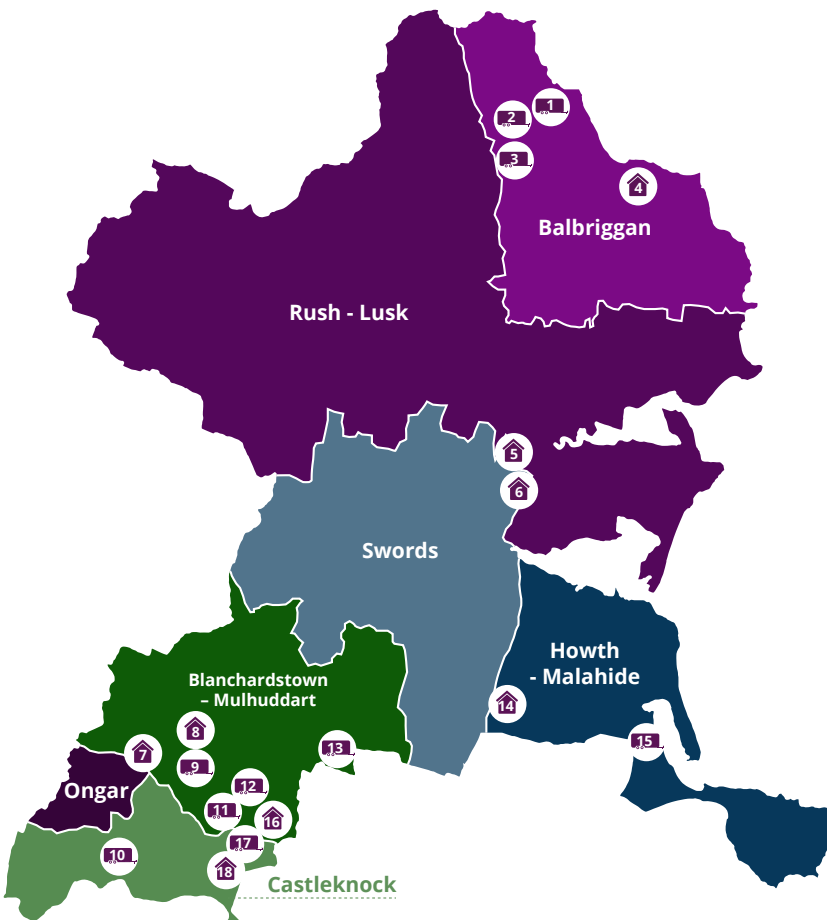 1
2
3
4
Balbriggan
Rush - Lusk
5
6
Swords
Howth
- Malahide
Blanchardstown
– Mulhuddart
14
8
15
13
7
9
Ongar
12
11
16
17
10
18
Castleknock